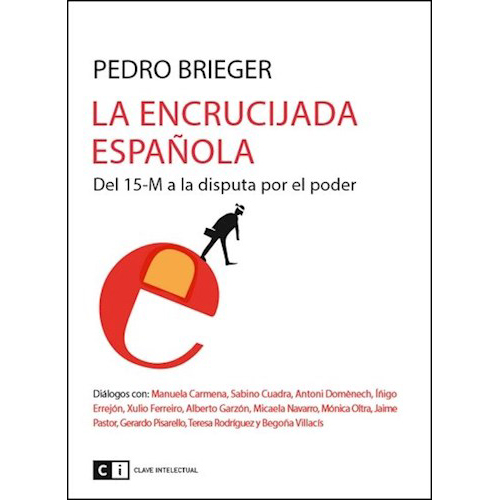 PEDRO BRIEGER
LA ENCRUCIJADA
ESPAÑOLA
Del 15-M a la disputa por el poder
e
Diálogos con: Manuela Carmena, Sabino Cuadra, Antoni Domènech, Íñigo
Errejón, Xulio Ferreiro, Alberto Garzón, Micaela Navarro, Mónica Oltra, Jaime
Pastor, Gerardo Pisarello, Teresa Rodríguez y Begoña Villacís
Ci CLAVE INTELECTUAL